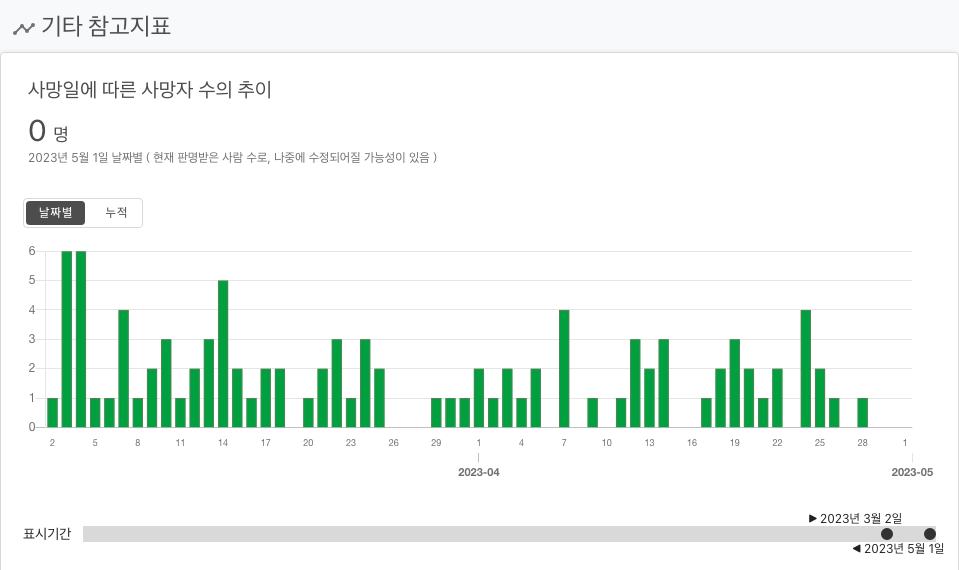 기타 참고지표
사망일에 따른 사망자 수의 추이
0 명
2023년 5월 1일 날짜별 ( 현재 판명받은 사람 수로, 나중에 수정되어질 가능성이 있음 )
날짜별 누적
6
5
4
3
2
1
0
2 5 8 11 14 17 20 23 26 29 1 4 7 10 13 16 19 22 25 28 1
2023-04 2023-05
▶ 2023년 3월 2일
표시기간
◀ 2023년 5월 1일